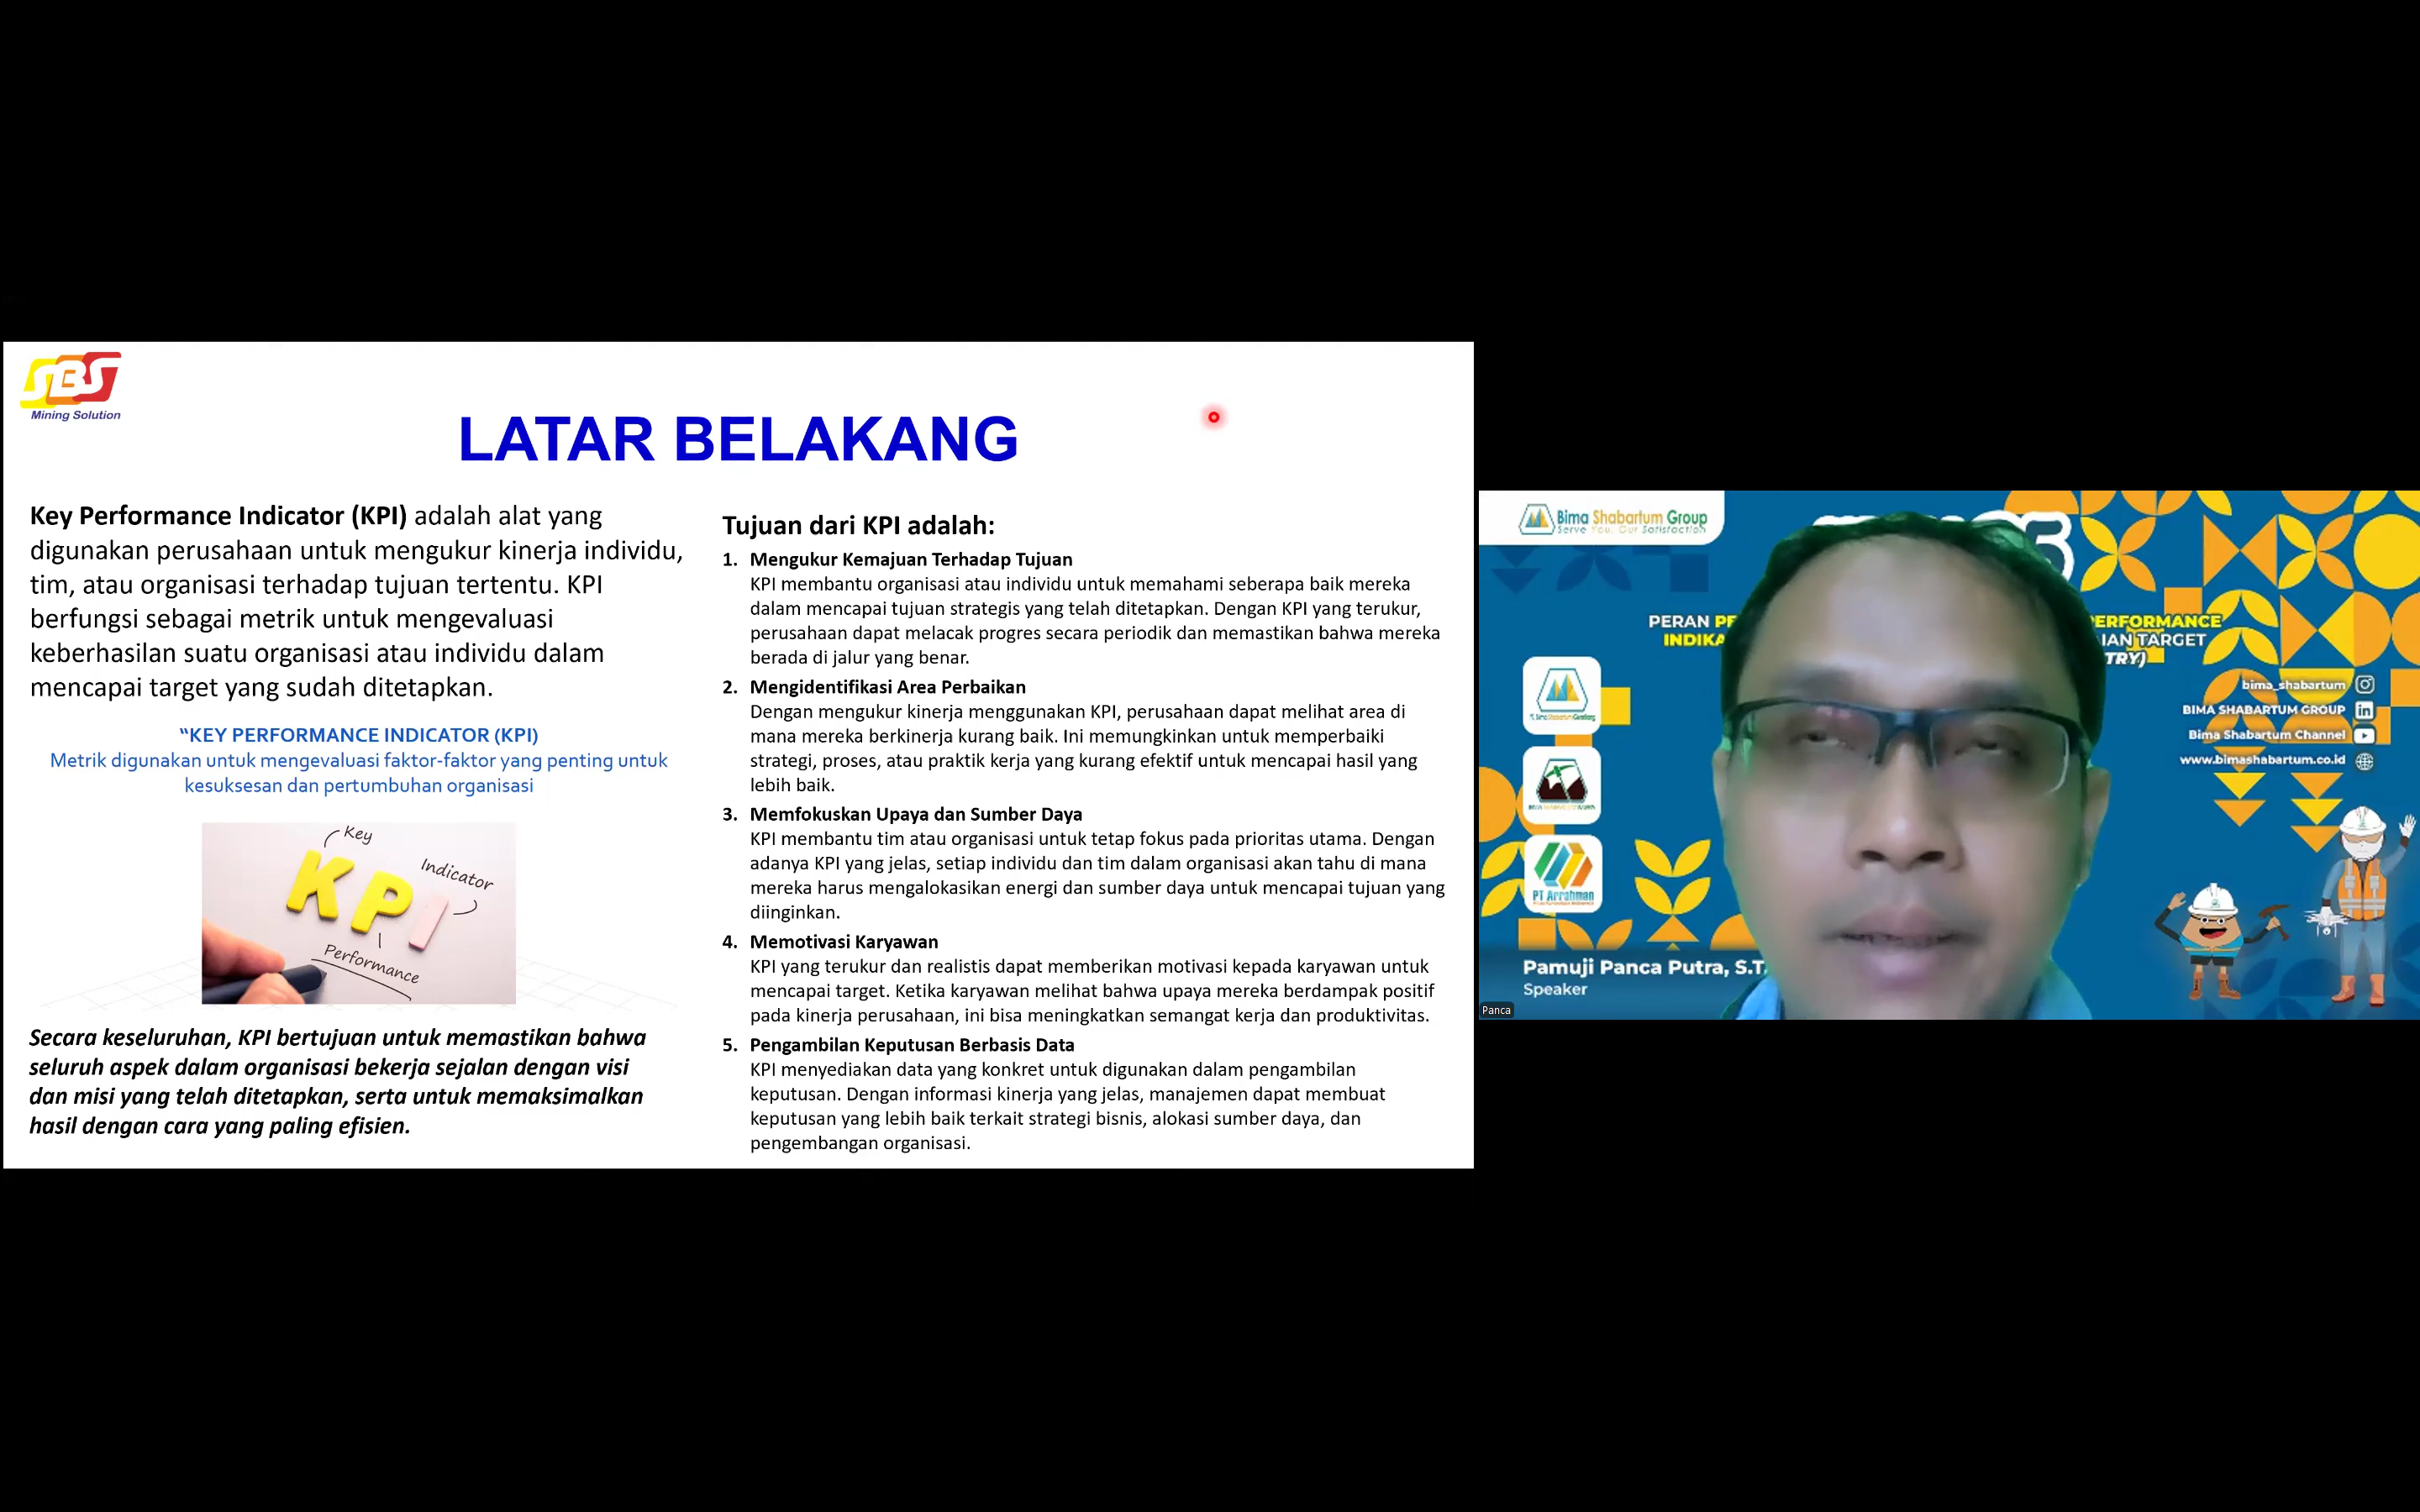 SBS
Mining Solution
LATAR BELAKANG
Key Performance Indicator (KPI) adalah alat yang
digunakan perusahaan untuk mengukur kinerja individu,
tim, atau organisasi terhadap tujuan tertentu. KPI
berfungsi sebagai metrik untuk mengevaluasi
keberhasilan suatu organisasi atau individu dalam
mencapai target yang sudah ditetapkan.
“KEY PERFORMANCE INDICATOR (KPI)
Metrik digunakan untuk mengevaluasi faktor-faktor yang penting untuk
kesuksesan dan pertumbuhan organisasi
Key
Indicator
KPI
Performance
Secara keseluruhan, KPI bertujuan untuk memastikan bahwa
seluruh aspek dalam organisasi bekerja sejalan dengan visi
dan misi yang telah ditetapkan, serta untuk memaksimalkan
hasil dengan cara yang paling efisien.
Tujuan dari KPI adalah:
1. Mengukur Kemajuan Terhadap Tujuan
KPI membantu organisasi atau individu untuk memahami seberapa baik mereka
dalam mencapai tujuan strategis yang telah ditetapkan. Dengan KPI yang terukur,
perusahaan dapat melacak progres secara periodik dan memastikan bahwa mereka
berada di jalur yang benar.
2. Mengidentifikasi Area Perbaikan
Dengan mengukur kinerja menggunakan KPI, perusahaan dapat melihat area di
mana mereka berkinerja kurang baik. Ini memungkinkan untuk memperbaiki
strategi, proses, atau praktik kerja yang kurang efektif untuk mencapai hasil yang
lebih baik.
3. Memfokuskan Upaya dan Sumber Daya
KPI membantu tim atau organisasi untuk tetap fokus pada prioritas utama. Dengan
adanya KPI yang jelas, setiap individu dan tim dalam organisasi akan tahu di mana
mereka harus mengalokasikan energi dan sumber daya untuk mencapai tujuan yang
diinginkan.
4. Memotivasi Karyawan
KPI yang terukur dan realistis dapat memberikan motivasi kepada karyawan untuk
mencapai target. Ketika karyawan melihat bahwa upaya mereka berdampak positif
pada kinerja perusahaan, ini bisa meningkatkan semangat kerja dan produktivitas.
5. Pengambilan Keputusan Berbasis Data
KPI menyediakan data yang konkret untuk digunakan dalam pengambilan
keputusan. Dengan informasi kinerja yang jelas, manajemen dapat membuat
keputusan yang lebih baik terkait strategi bisnis, alokasi sumber daya, dan
pengembangan organisasi.
Bima Shabartum Group
Serve You, Our Satisfaction
3
PERAN PE ERFORMANCE
INDIKA IAN TARGET
TRY)
bima_shabartum
BIMA SHABARTUM GROUP
Bima Shabartum Channel
www.bimashabartum.co.id
PT Arrahman
Pamuji Panca Putra, S.T.
Speaker
Panca